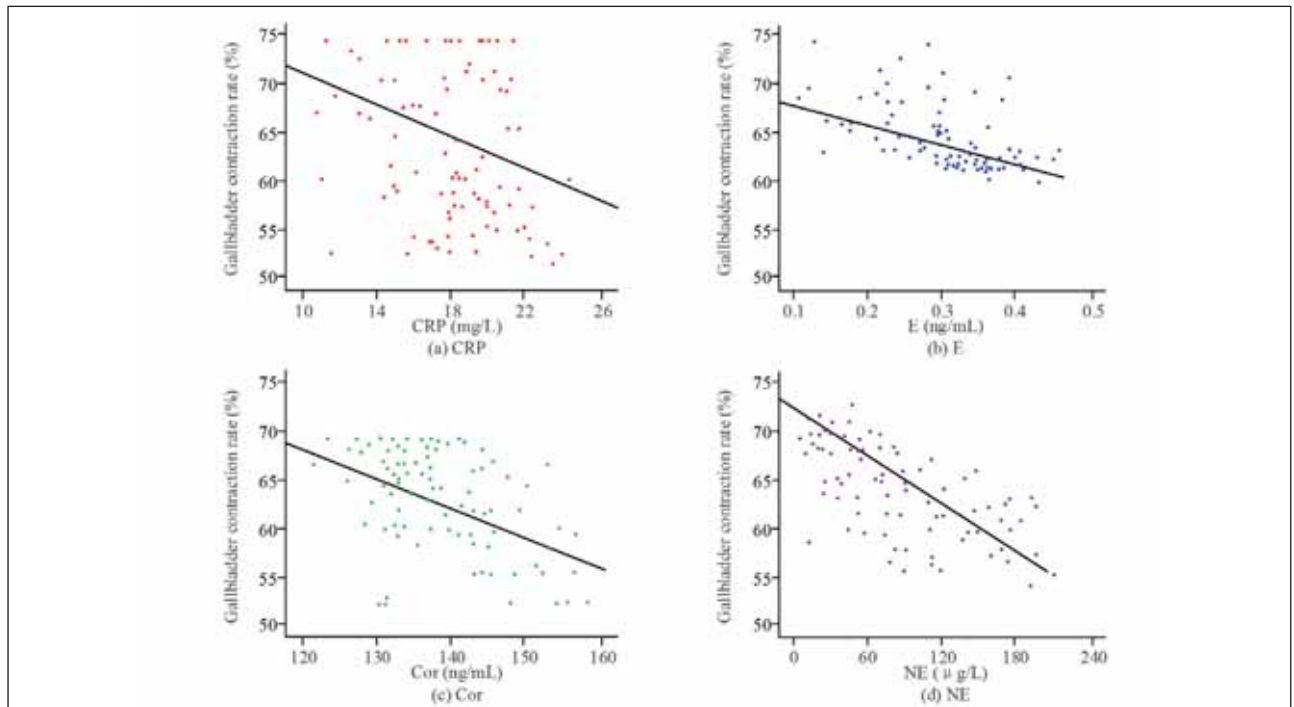 Gallbladder contraction rate (%)
75
70
65
60
55
50
10 14 18 22 26
CRP (mg/L)
(a) CRP
Gallbladder contraction rate (%)
75
70
65
60
55
50
0.1 0.2 0.3 0.4 0.5
E (ng/mL)
(b) E
Gallbladder contraction rate (%)
75
70
65
60
55
50
120 130 140 150 160
Cor (ng/mL)
(c) Cor
Gallbladder contraction rate (%)
75
70
65
60
55
50
0 60 120 180 240
NE ( μ g/L)
(d) NE